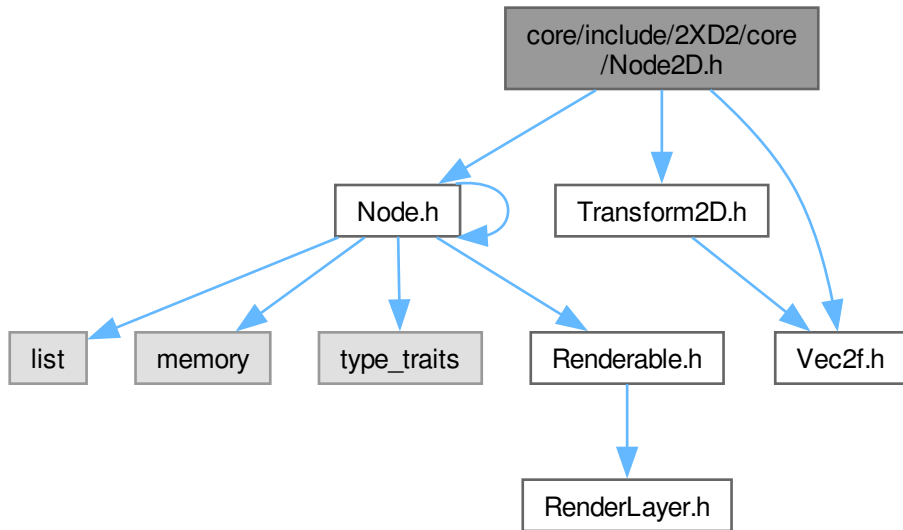 core/include/2XD2/core
/Node2D.h
Node.h
Transform2D.h
list
memory
type_traits
Renderable.h
Vec2f.h
RenderLayer.h